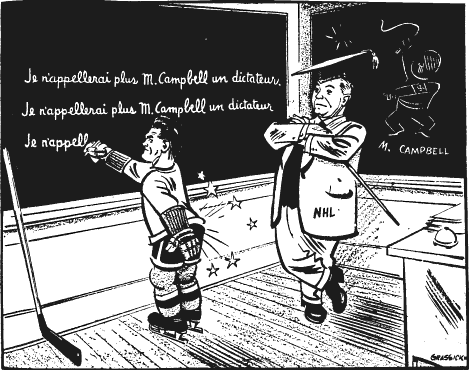 Je n'appellerai plus M. Campbell un dictateur.
Je n'appellerai plus M. Campbell un dictateur
Je n'appell
M. CAMPBELL
NHL